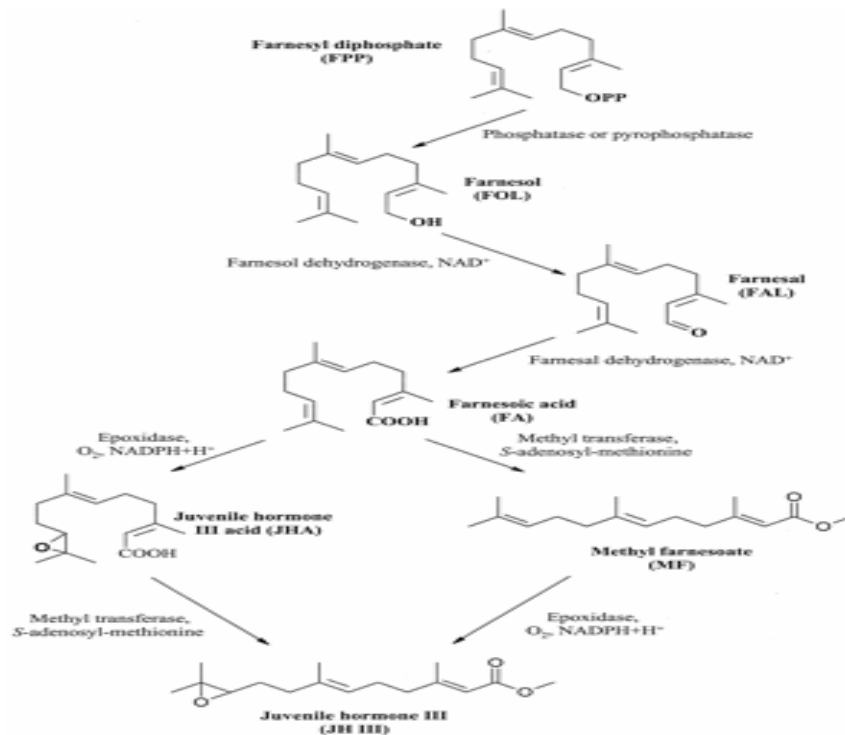 Farnesyl diphosphate
(FPP)
OPP
Phosphatase or pyrophosphatase
Farnesol
(FOL)
OH
Farnesol dehydrogenase, NAD⁺
Farnesal
(FAL)
O
Farnesal dehydrogenase, NAD⁺
Farnesoic acid
(FA)
COOH
Epoxidase,
O₂, NADPH+H⁺
Methyl transferase,
S-adenosyl-methionine
Juvenile hormone
III acid (JHA)
O
COOH
O
O
Methyl farnesoate
(MF)
Methyl transferase,
S-adenosyl-methionine
Epoxidase,
O₂, NADPH+H⁺
O
O
O
Juvenile hormone III
(JH III)